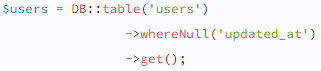 $users = DB::table('users')
->whereNull('updated_at')
->get();